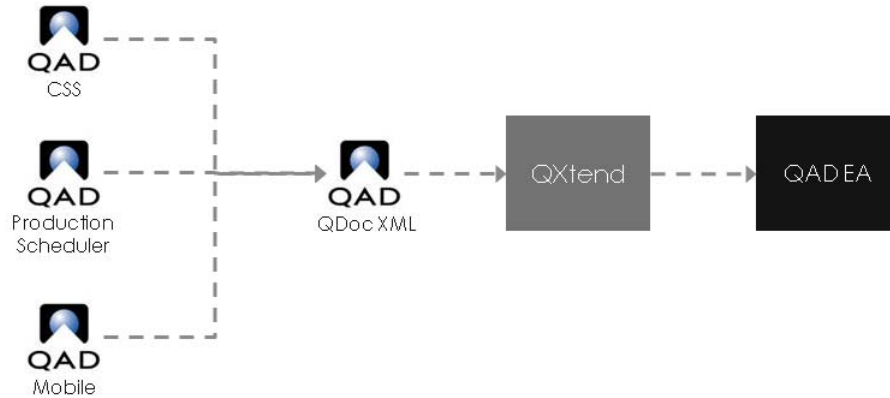 QAD
CSS
QAD
Production
Scheduler
QAD
Mobile
QAD
QDoc XML
QXtend
QAD EA